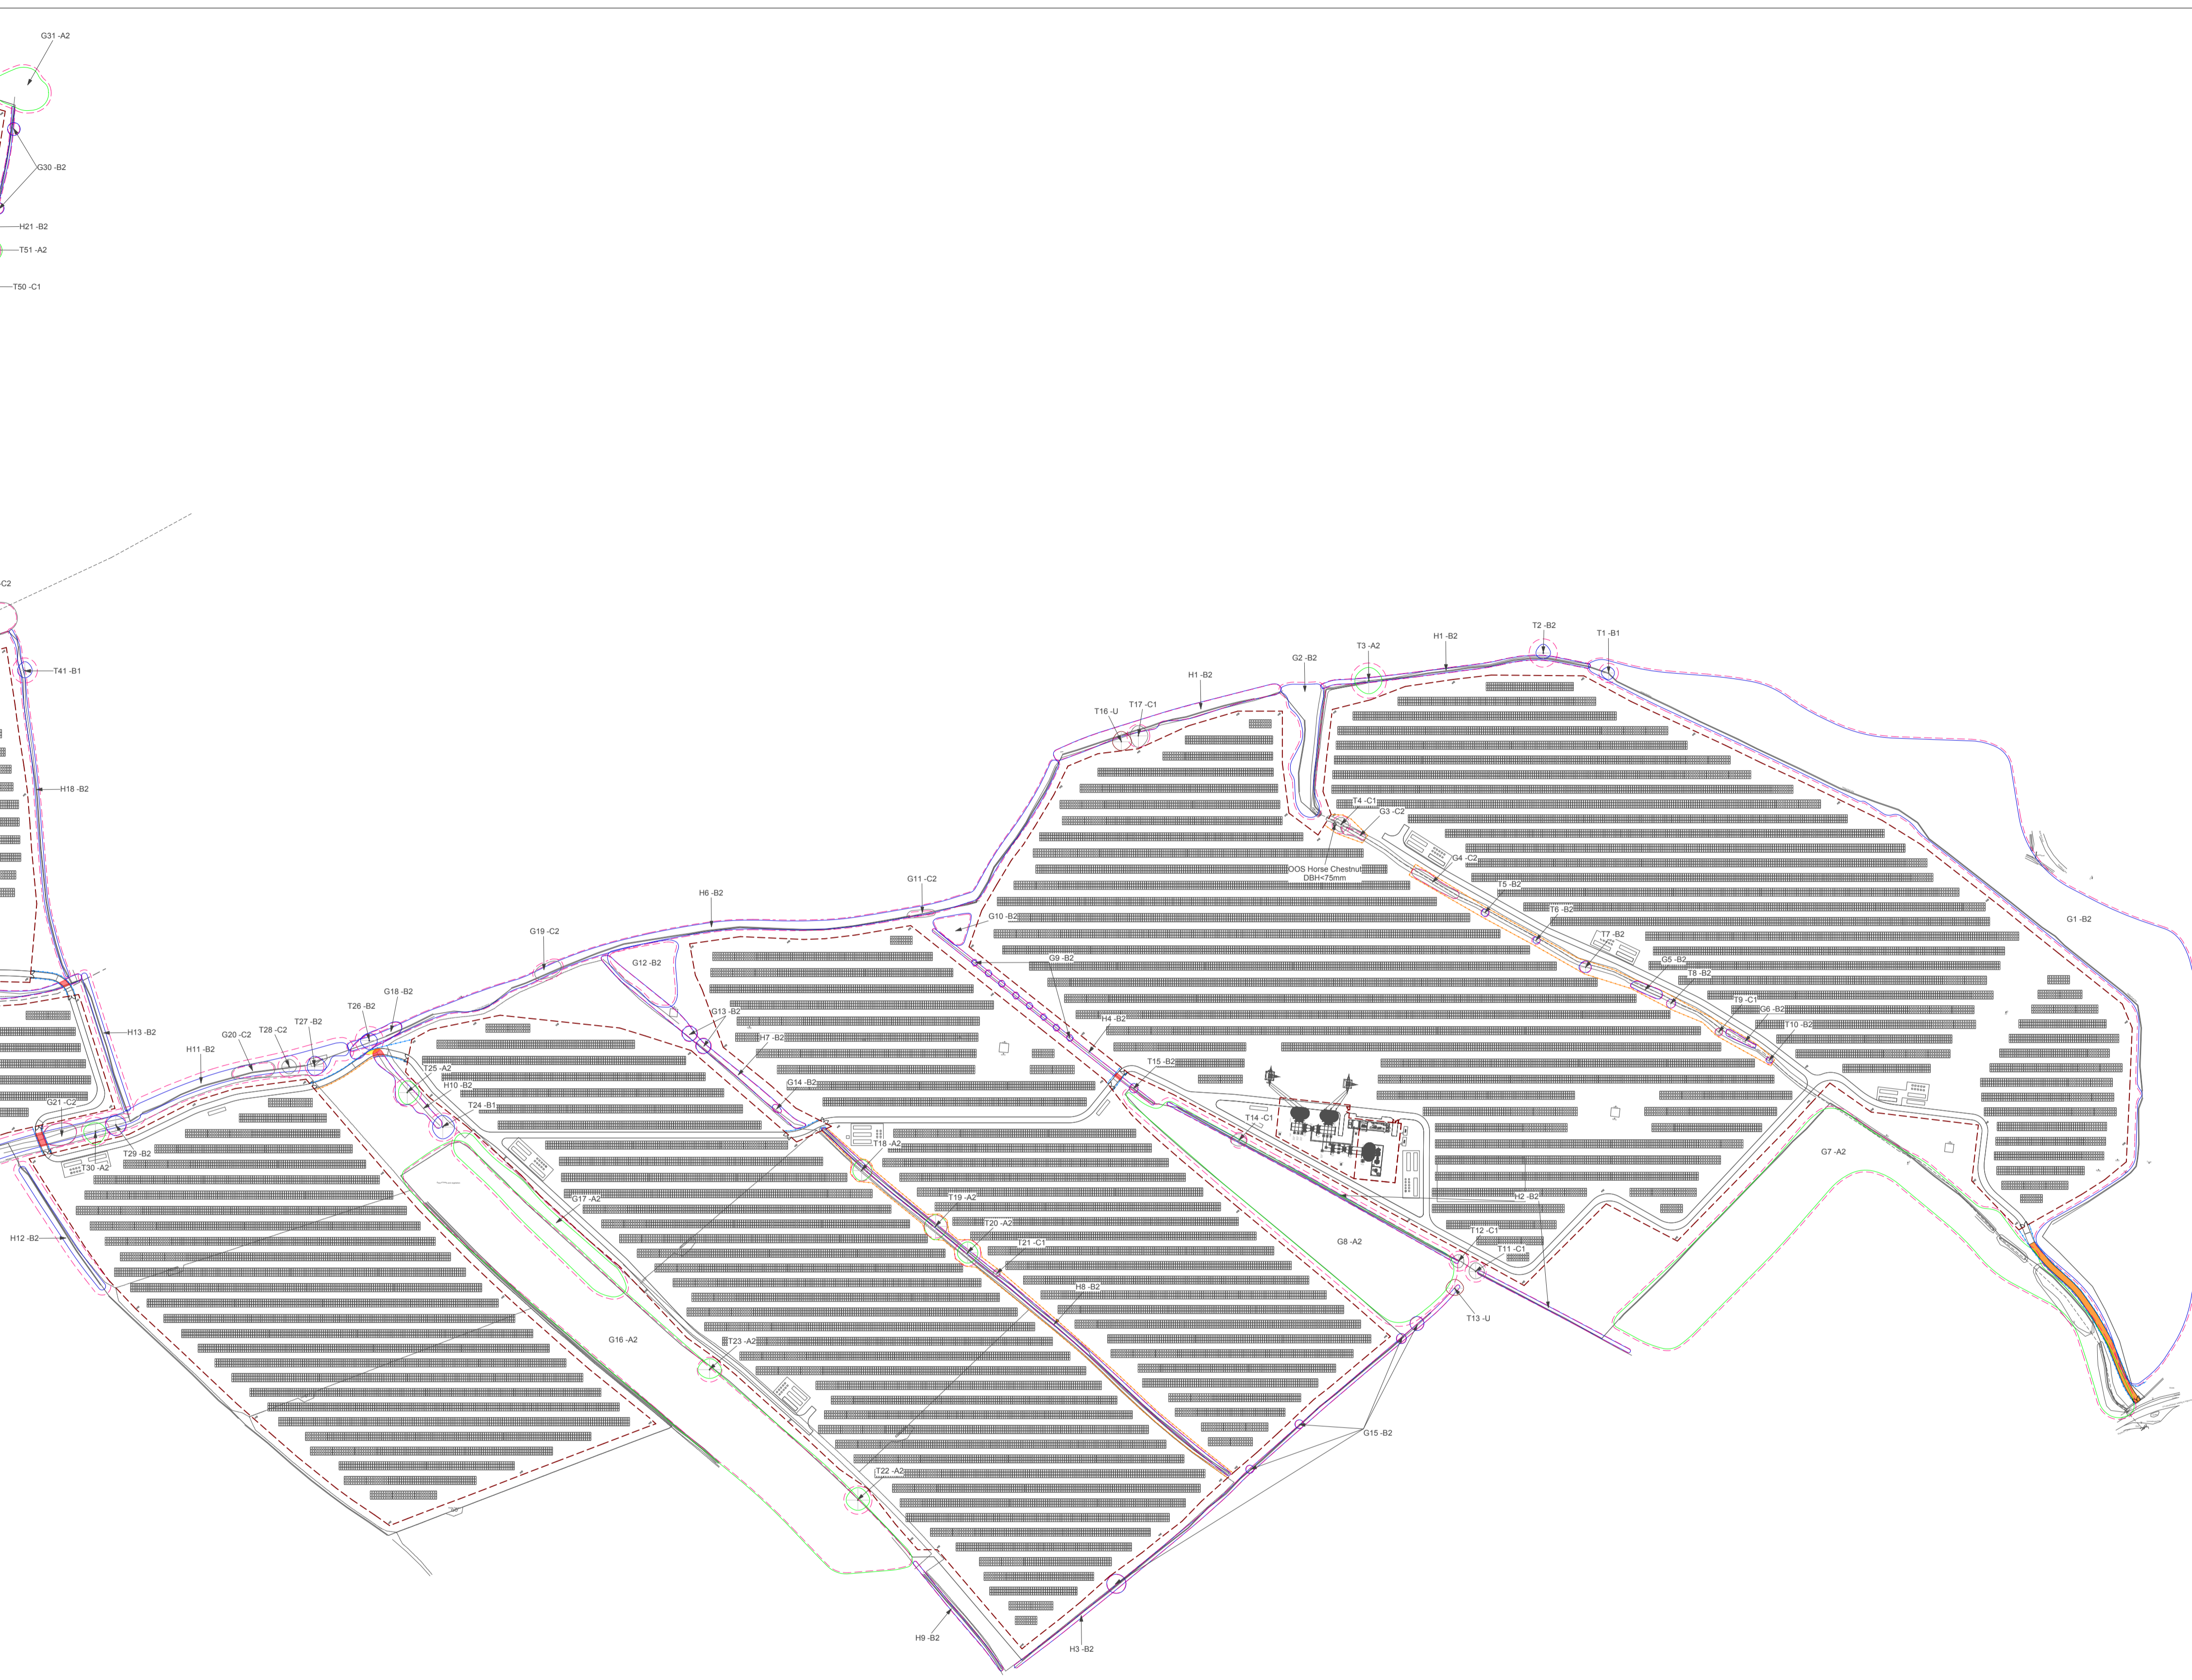 G31 -A2
G30 -B2
H21 -B2
T51 -A2
T50 -C1
-C2
T41 -B1
T2 -B2
T1 -B1
H1 -B2
T3 -A2
G2 -B2
H1 -B2
T17 -C1
T16 -U
H18 -B2
T4 -C1
G3 -C2
OOS Horse Chestnut
DBH<75mm
G4 -C2
T5 -B2
G11 -C2
H6 -B2
G10 -B2
T6 -B2
G1 -B2
G19 -C2
T7 -B2
G9 -B2
G12 -B2
G5 -B2
T8 -B2
T9 -C1
G6 -B2
T10 -B2
G18 -B2
T26 -B2
G13 -B2
T27 -B2
T28 -C2
G20 -C2
H13 -B2
H11 -B2
H7 -B2
H4 -B2
T15 -B2
T25 -A2
H10 -B2
G14 -B2
T24 -B1
G21 -C2
T14 -C1
T18 -A2
T29 -B2
T30 -A2
G7 -A2
G17 -A2
T19 -A2
H2 -B2
T20 -A2
T12 -C1
H12 -B2
G8 -A2
T21 -C1
T11 -C1
H8 -B2
T13 -U
G16 -A2
T23 -A2
G15 -B2
T22 -A2
H9 -B2
H3 -B2